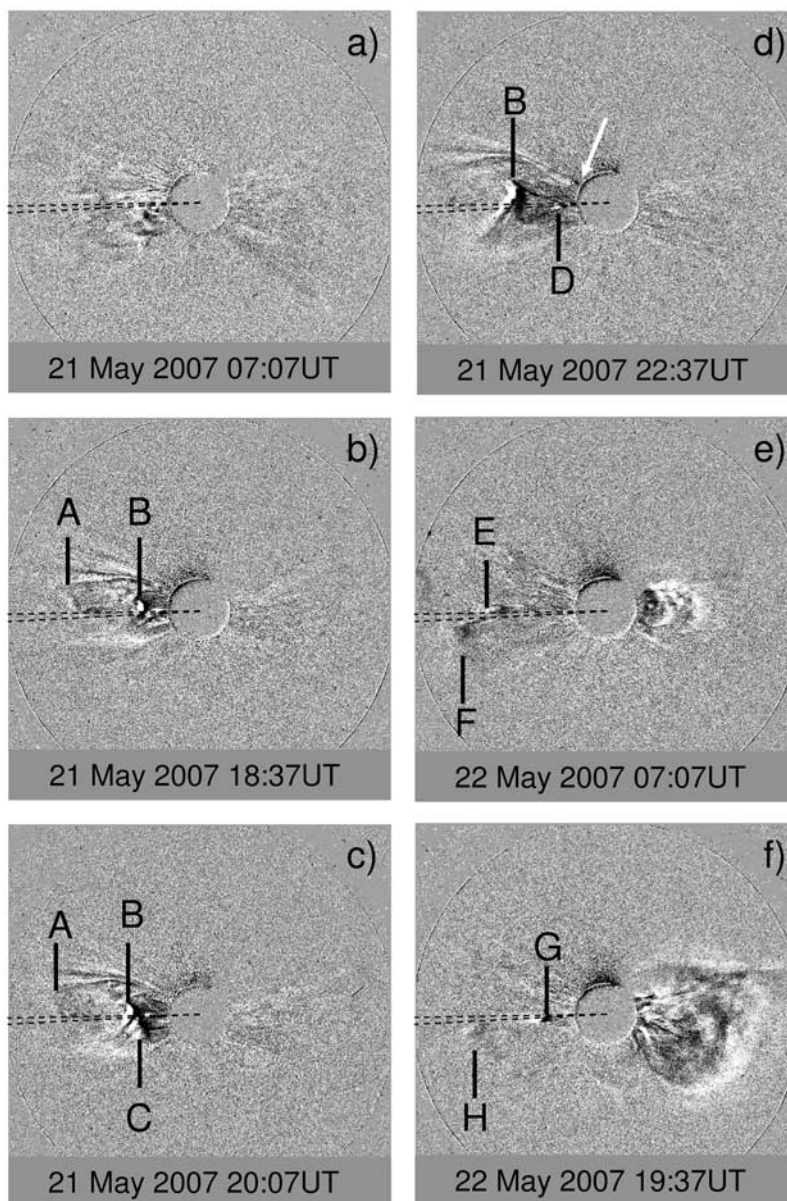 a)
21 May 2007 07:07UT
b)
A
B
21 May 2007 18:37UT
c)
A
B
C
21 May 2007 20:07UT
d)
B
D
21 May 2007 22:37UT
e)
E
F
22 May 2007 07:07UT
f)
G
H
22 May 2007 19:37UT